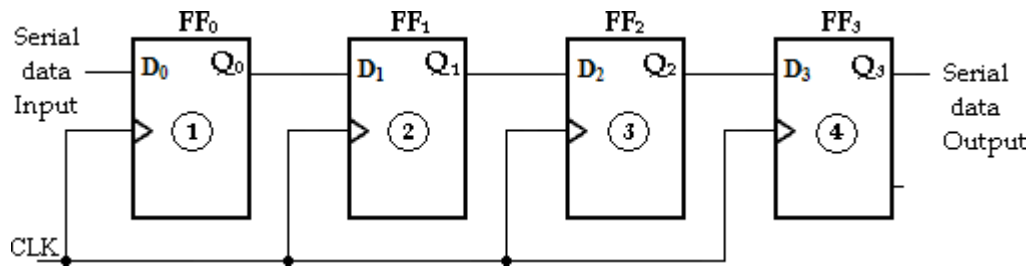 FF₀ FF₁ FF₂ FF₃
Serial
data
Input
D₀ Q₀ D₁ Q₁ D₂ Q₂ D₃ Q₃
Serial
data
Output
1 2 3 4
CLK